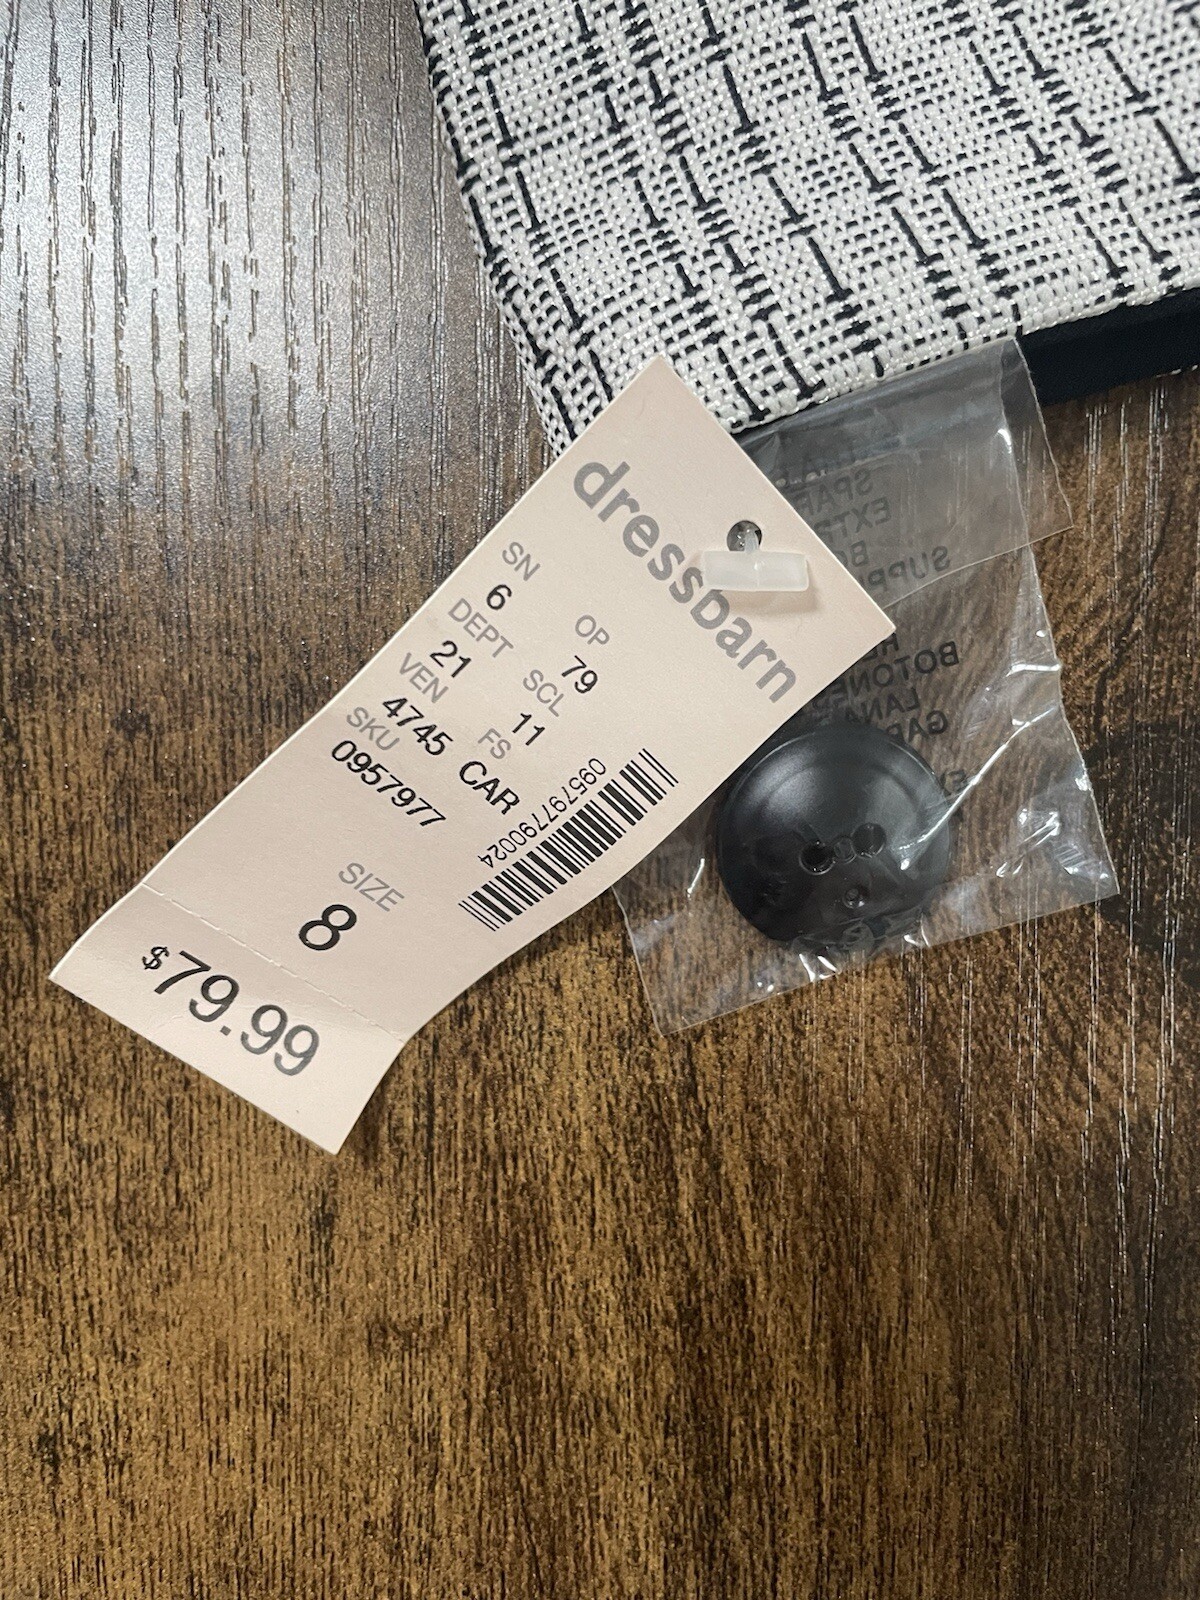 dressbarn
SN OP
6 79
DEPT SCL
21 11
VEN FS
4745 CAR
SKU
0957977
095797790024
SIZE
8
$79.99
BOTONE